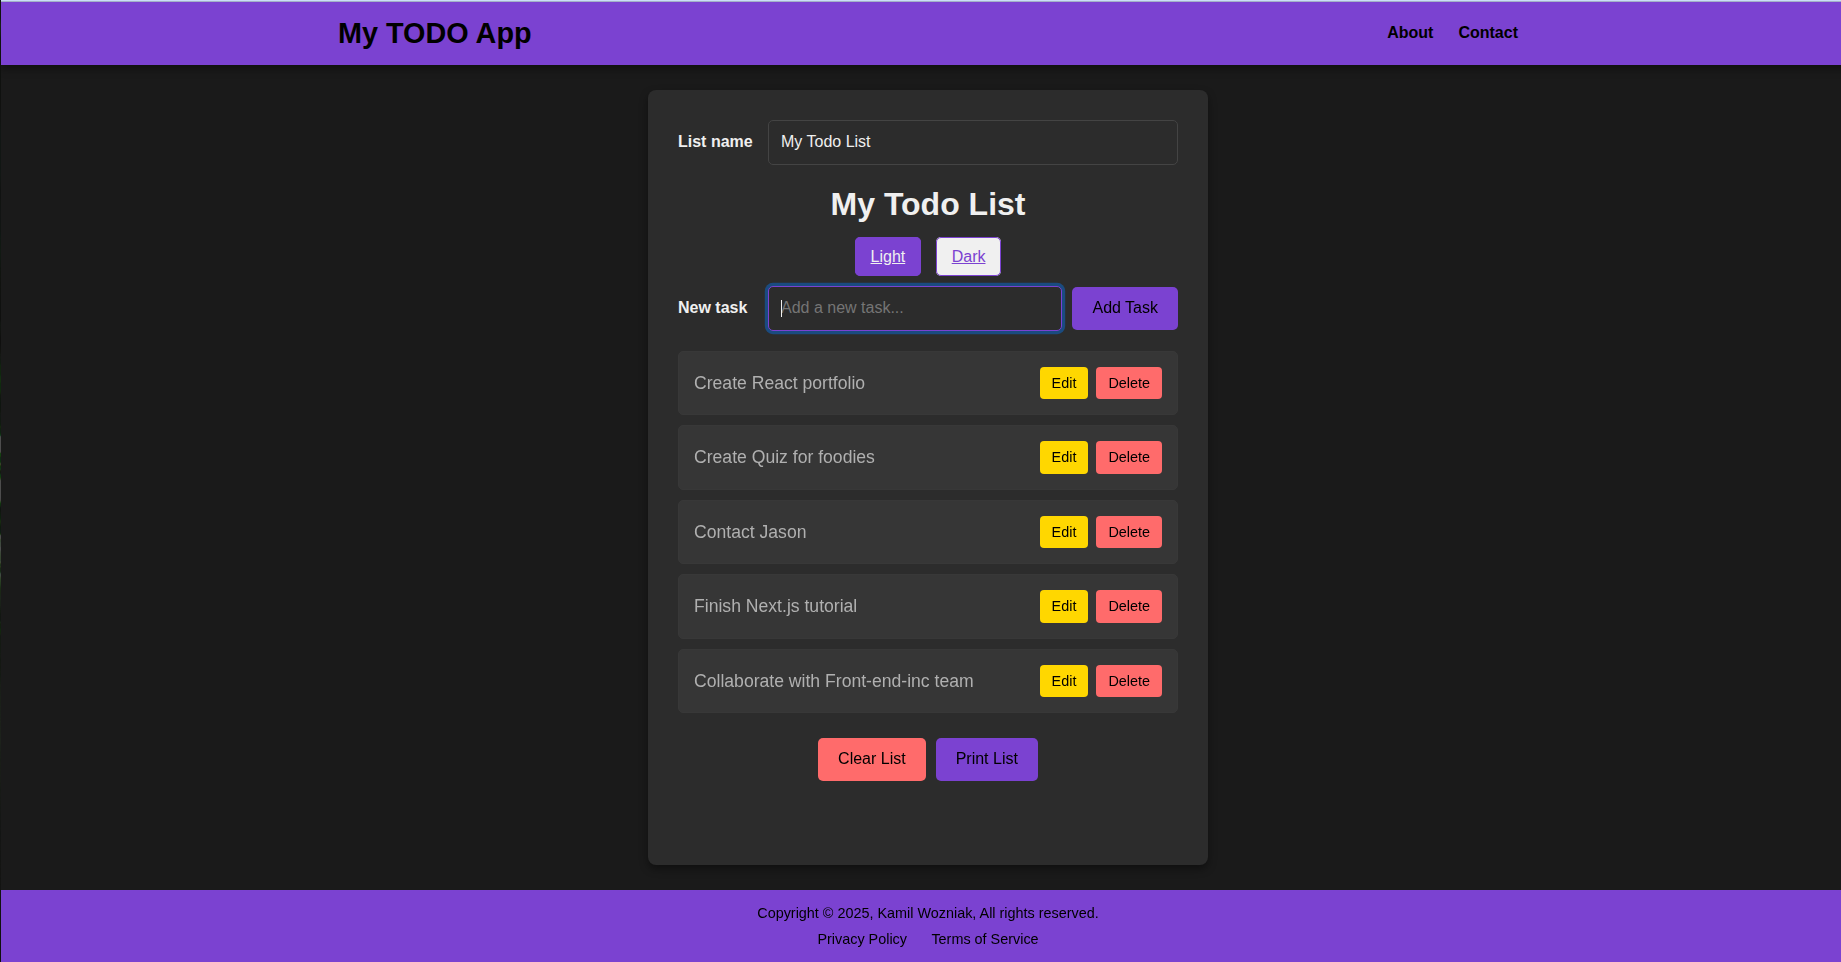 My TODO App About Contact
List name My Todo List
My Todo List
Light Dark
New task Add a new task... Add Task
Create React portfolio Edit Delete
Create Quiz for foodies Edit Delete
Contact Jason Edit Delete
Finish Next.js tutorial Edit Delete
Collaborate with Front-end-inc team Edit Delete
Clear List Print List
Copyright © 2025, Kamil Wozniak, All rights reserved.
Privacy Policy Terms of Service